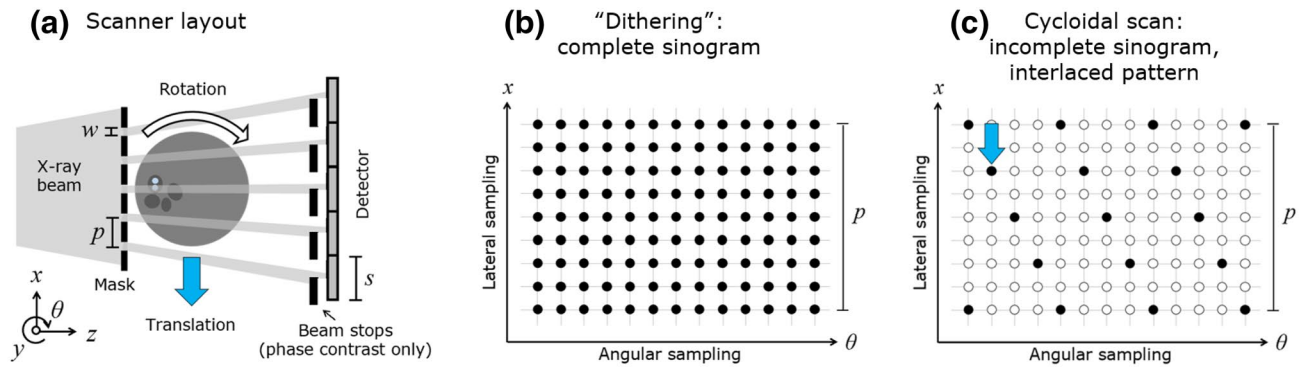 (a) Scanner layout
Rotation
w
X-ray
beam
p
Mask
Detector
s
x
θ
y
z
Translation
Beam stops
(phase contrast only)
(b) “Dithering”:
complete sinogram
x
Lateral sampling
p
Angular sampling
θ
(c) Cycloidal scan:
incomplete sinogram,
interlaced pattern
x
Lateral sampling
p
Angular sampling
θ